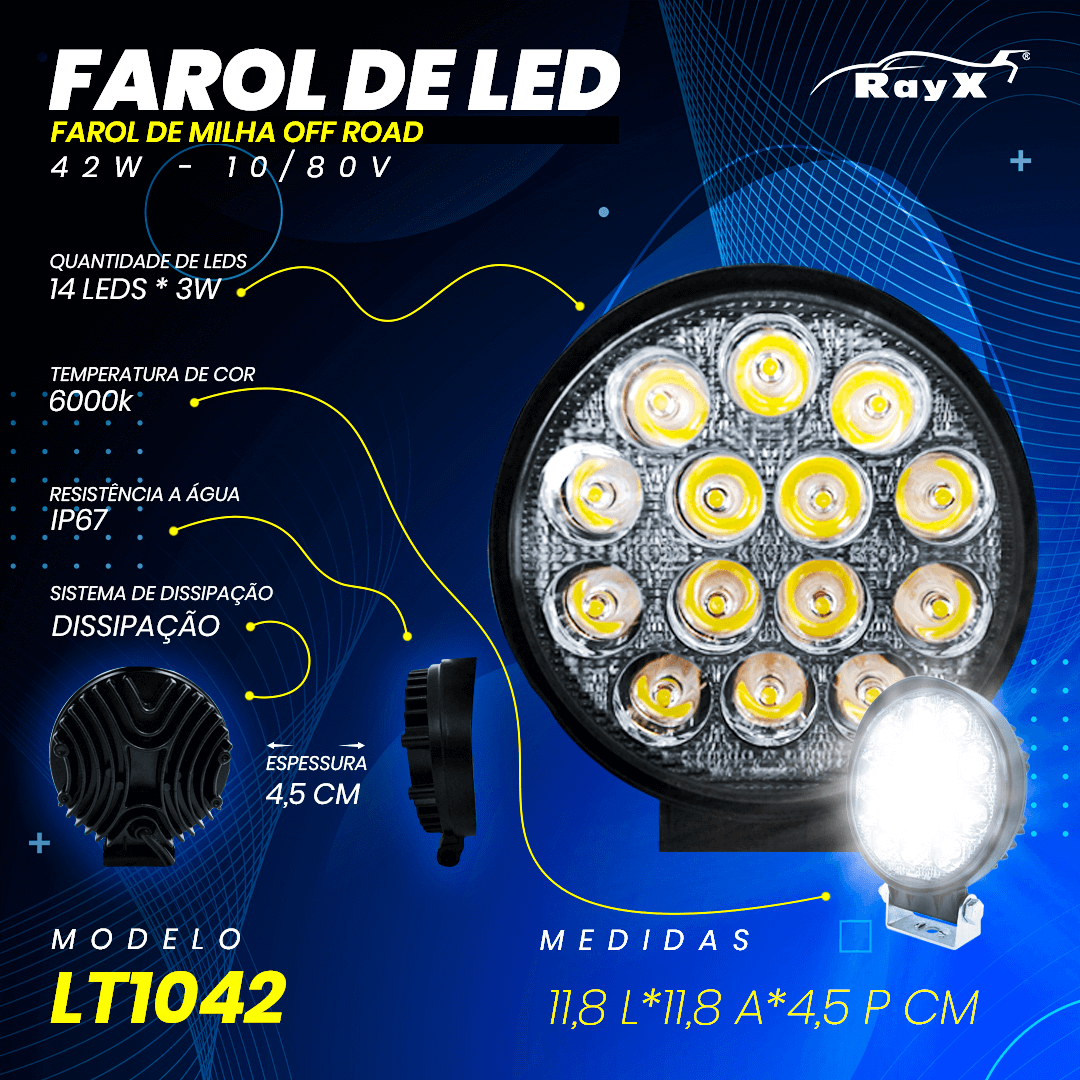 FAROL DE LED
RayX®
FAROL DE MILHA OFF ROAD
42W - 10/80V
QUANTIDADE DE LEDS
14 LEDS * 3W
TEMPERATURA DE COR
6000k
RESISTÊNCIA A ÁGUA
IP67
SISTEMA DE DISSIPAÇÃO
DISSIPAÇÃO
ESPESSURA
4,5 CM
MODELO
LT1042
MEDIDAS
11,8 L*11,8 A*4,5 P CM